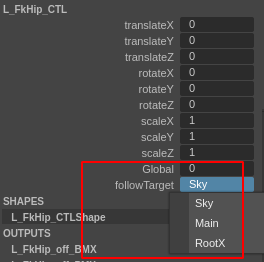 L_FkHip_CTL
translateX 0
translateY 0
translateZ 0
rotateX 0
rotateY 0
rotateZ 0
scaleX 1
scaleY 1
scaleZ 1
Global 0
followTarget Sky
Sky
SHAPES
L_FkHip_CTLShape
Main
OUTPUTS
RootX
L_FkHip_off_BMX